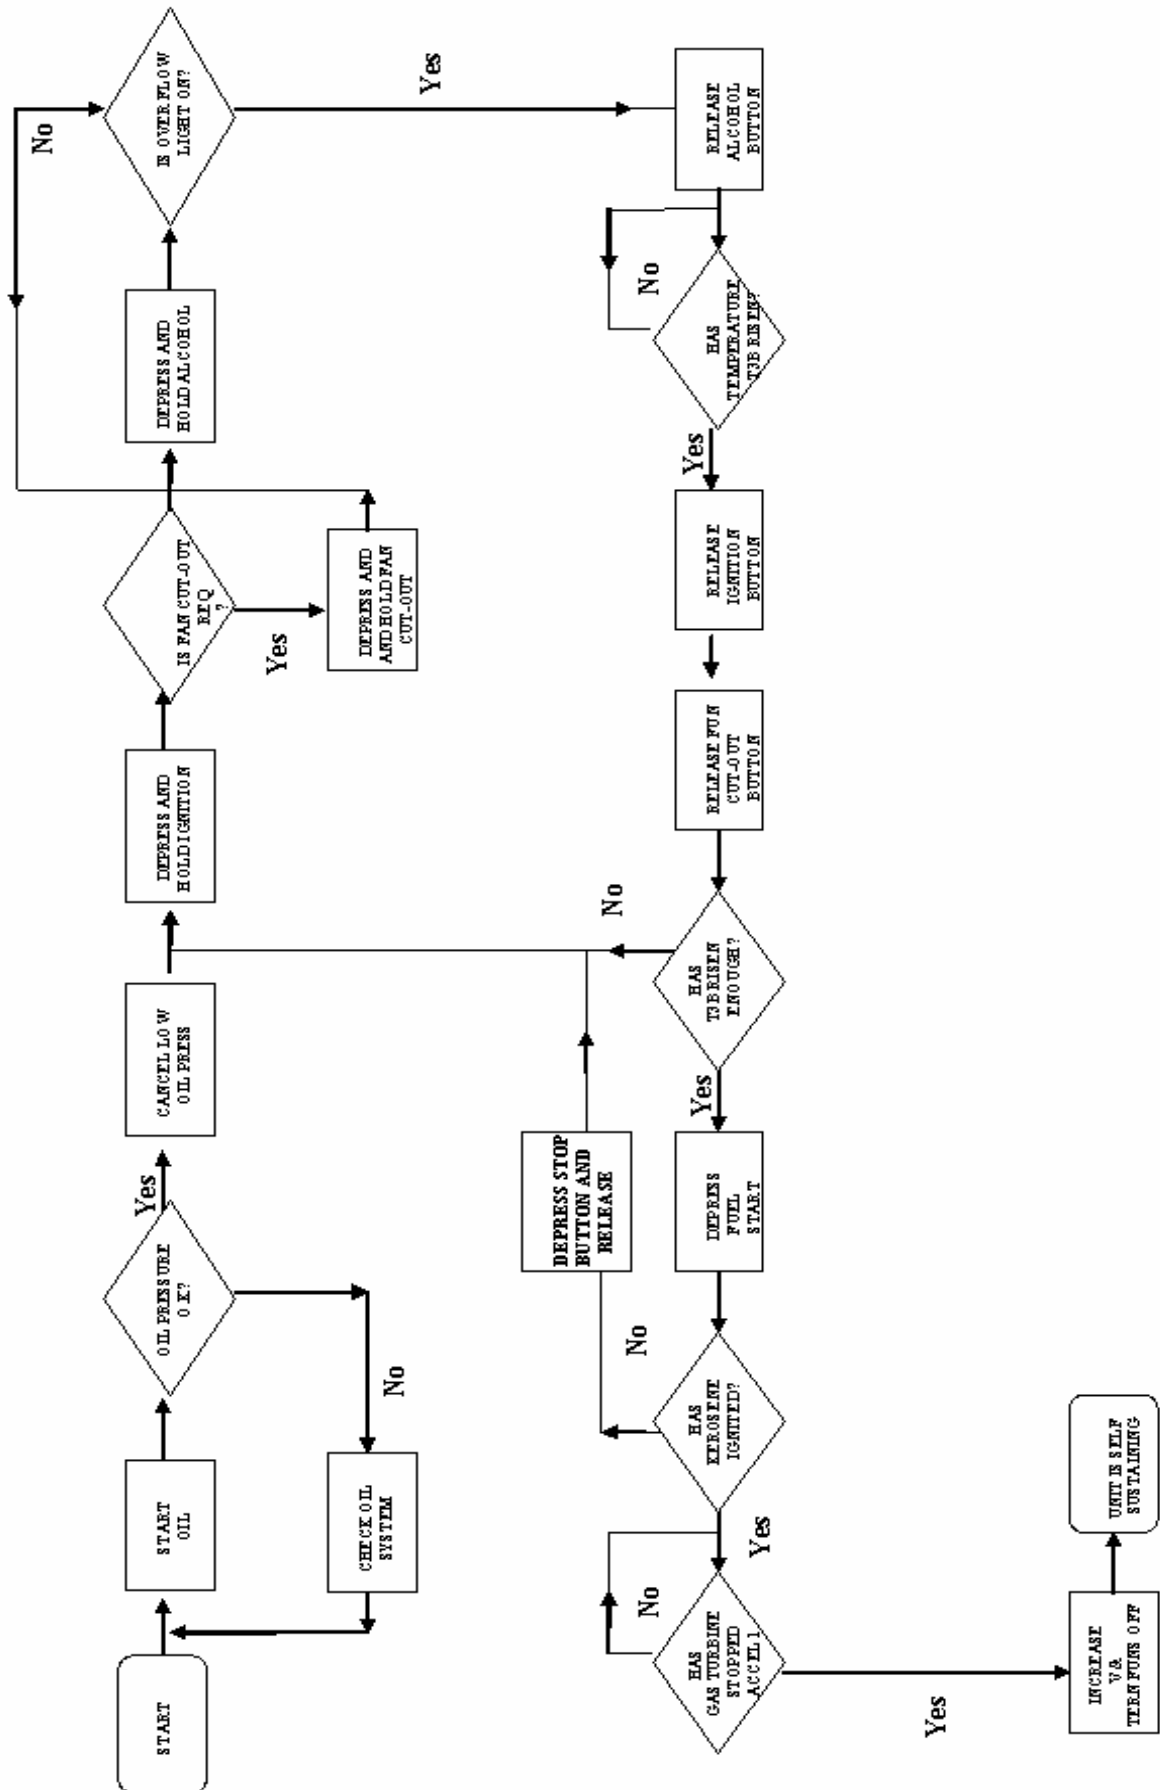 START
START
OIL
OIL PRESSURE
OK?
Yes
No
CHECK OIL
SYSTEM
CANCEL LOW
OIL PRESS
DEPRESS AND
HOLD IGNITION
IS FAN CUT-OUT
REQ
?
Yes
DEPRESS AND
AND HOLD FAN
CUT-OUT
DEPRESS AND
HOLD ALCOHOL
IS OVERFLOW
LIGHT ON?
No
Yes
RELEASE
ALCOHOL
BUTTON
HAS
TEMPERATURE
T3B RISEN?
No
Yes
RELEASE
IGNITION
BUTTON
RELEASE FUN
CUT-OUT
BUTTON
HAS
T3B RISEN
ENOUGH?
No
Yes
DEPRESS
FUEL
START
HAS
KEROSENE
IGNITED?
No
DEPRESS STOP
BUTTON AND
RELEASE
Yes
HAS
GAS TURBINE
STOPPED
ACCEL 1
No
Yes
INCREASE
V&
TERN FUNS OFF
UNIT IS SELF
SUSTAINING